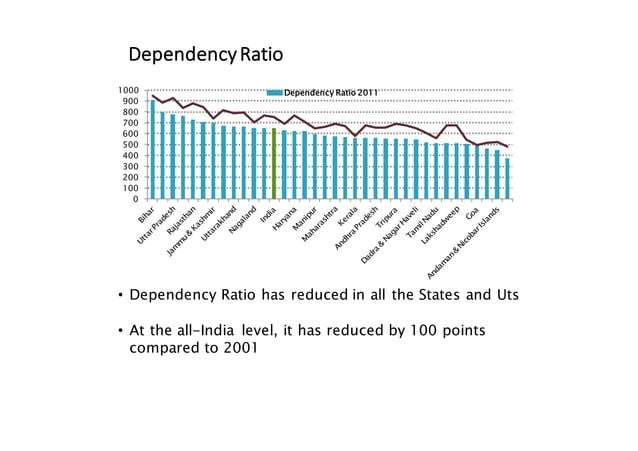 Dependency Ratio
1000
900
800
700
600
500
400
300
200
100
0
Dependency Ratio 2011
Bihar
Uttar Pradesh
Rajasthan
Jammu & Kashmir
Uttarakhand
Nagaland
India
Haryana
Manipur
Maharashtra
Kerala
Andhra Pradesh
Tripura
Dadra & Nagar Haveli
Tamil Nadu
Lakshadweep
Goa
Andaman & Nicobar Islands
• Dependency Ratio has reduced in all the States and Uts
• At the all-India level, it has reduced by 100 points
compared to 2001